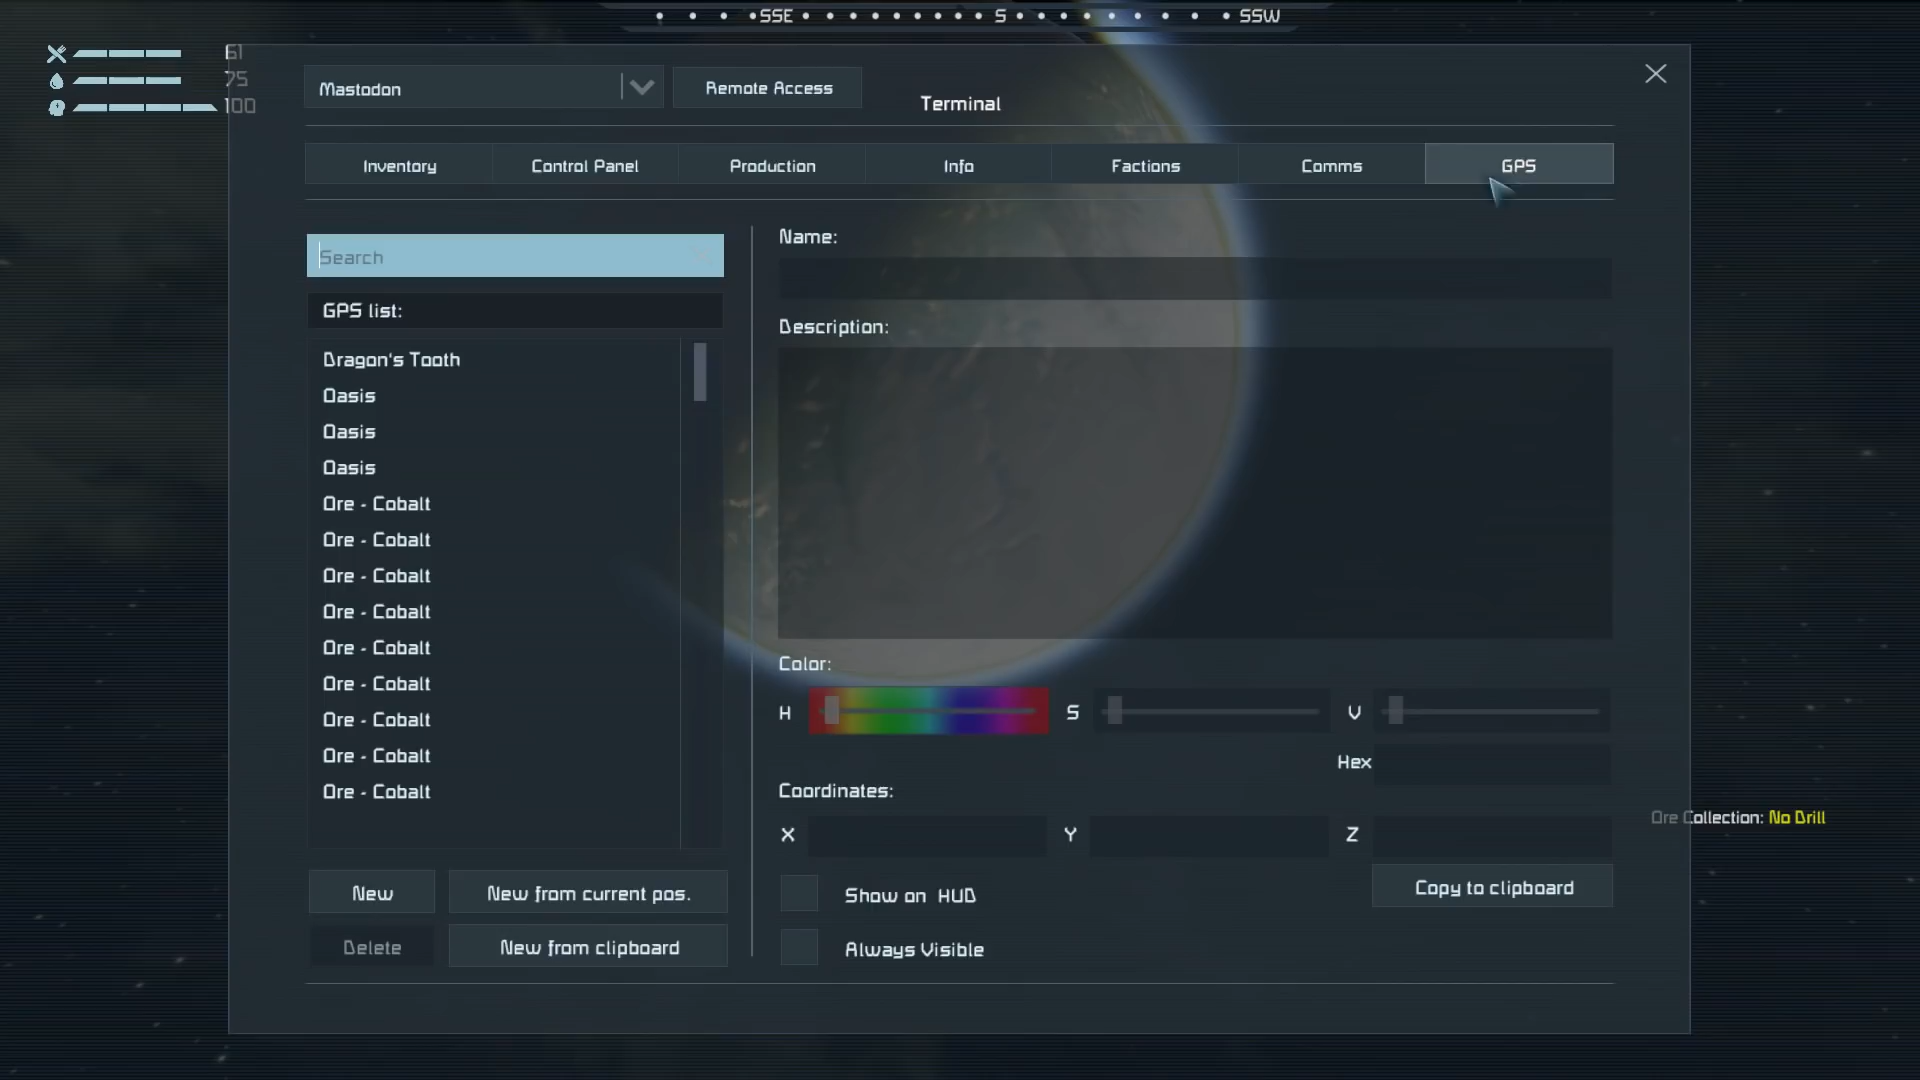 SSE S SSW
61
75
100
Mastodon
Remote Access
Terminal
Inventory Control Panel Production Info Factions Comms GPS
Search
GPS list:
Dragon's Tooth
Oasis
Oasis
Oasis
Ore - Cobalt
Ore - Cobalt
Ore - Cobalt
Ore - Cobalt
Ore - Cobalt
Ore - Cobalt
Ore - Cobalt
Ore - Cobalt
Ore - Cobalt
New
New from current pos.
Delete
New from clipboard
Name:
Description:
Color:
H S V
Hex
Coordinates:
X Y Z
Show on HUD
Copy to clipboard
Always Visible
Ore Collection: No Drill